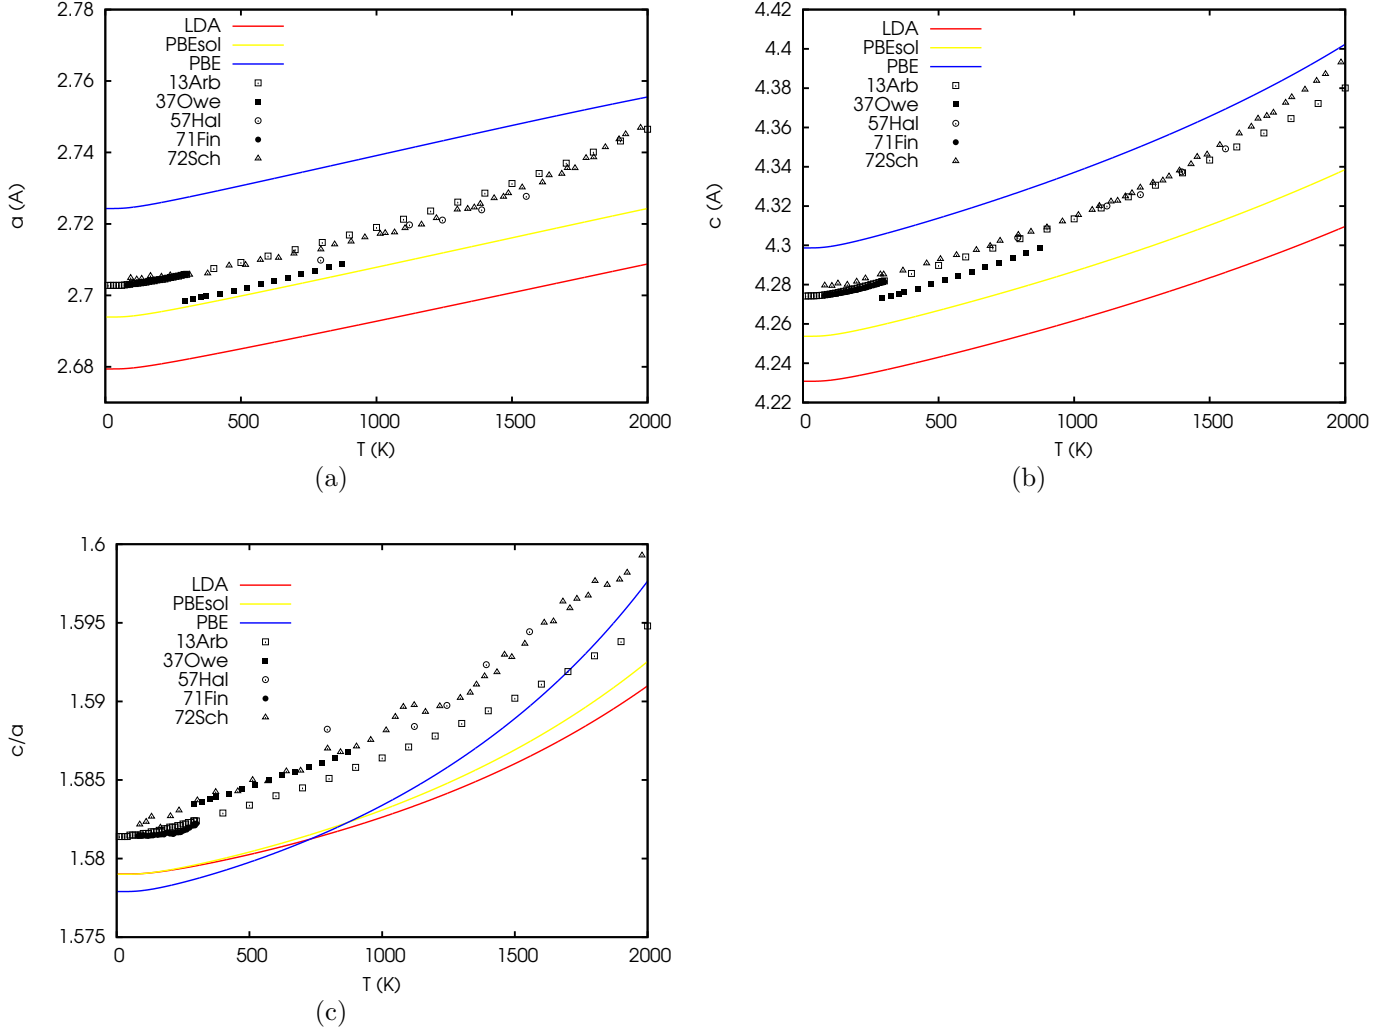 2.78
2.76
2.74
2.72
2.7
2.68
a (A)
LDA
PBEsol
PBE
13Arb
37Owe
57Hal
71Fin
72Sch
0 500 1000 1500 2000
T (K)
(a)
4.42
4.4
4.38
4.36
4.34
4.32
4.3
4.28
4.26
4.24
4.22
c (A)
LDA
PBEsol
PBE
13Arb
37Owe
57Hal
71Fin
72Sch
0 500 1000 1500 2000
T (K)
(b)
1.6
1.595
1.59
1.585
1.58
1.575
c/a
LDA
PBEsol
PBE
13Arb
37Owe
57Hal
71Fin
72Sch
0 500 1000 1500 2000
T (K)
(c)